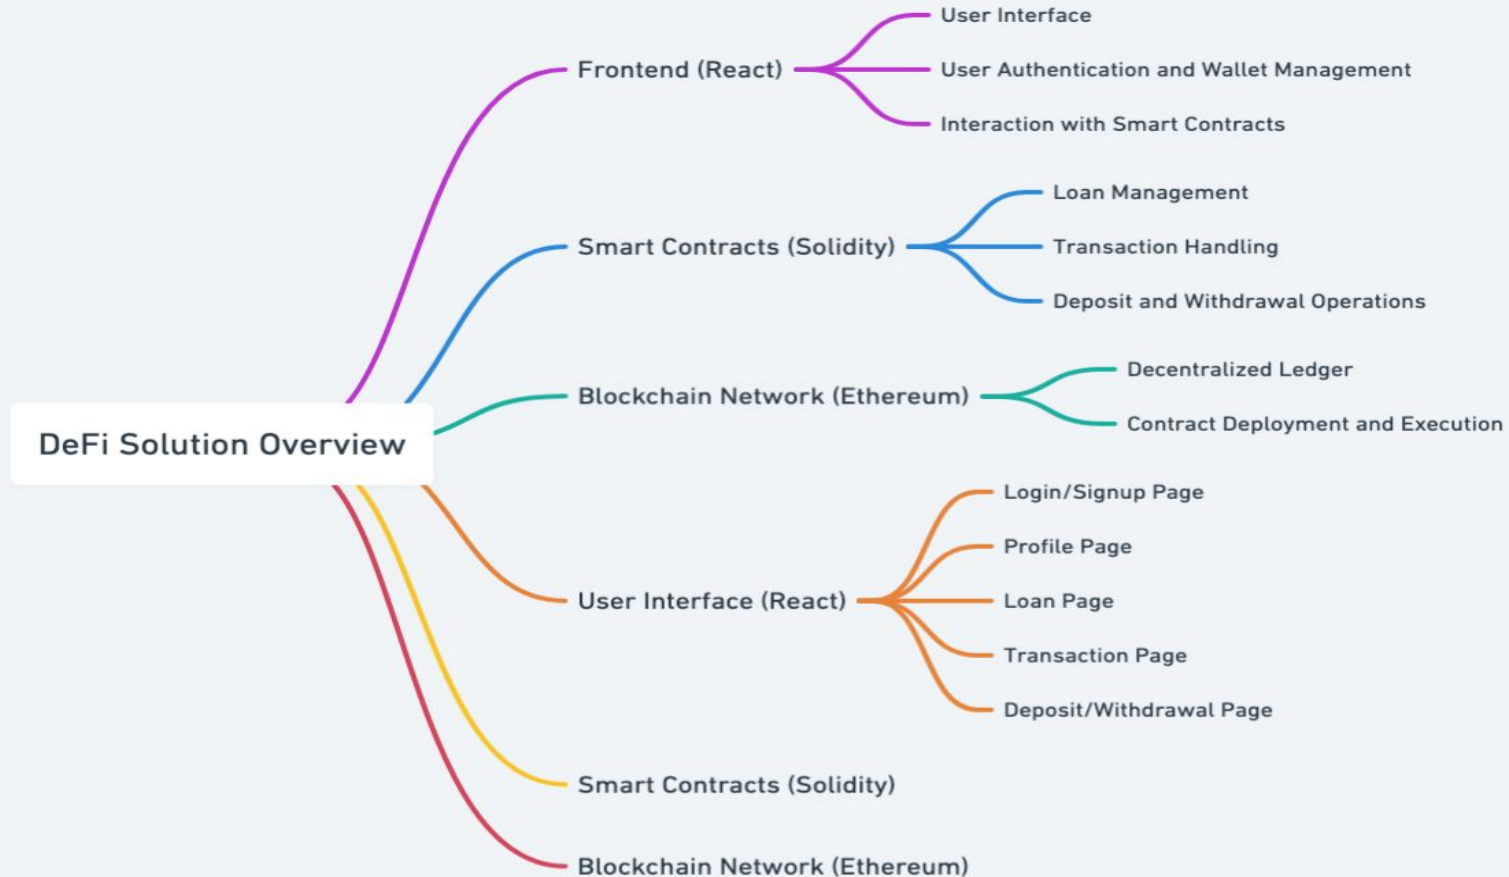 DeFi Solution Overview
Frontend (React)
User Interface
User Authentication and Wallet Management
Interaction with Smart Contracts
Smart Contracts (Solidity)
Loan Management
Transaction Handling
Deposit and Withdrawal Operations
Blockchain Network (Ethereum)
Decentralized Ledger
Contract Deployment and Execution
User Interface (React)
Login/Signup Page
Profile Page
Loan Page
Transaction Page
Deposit/Withdrawal Page
Smart Contracts (Solidity)
Blockchain Network (Ethereum)